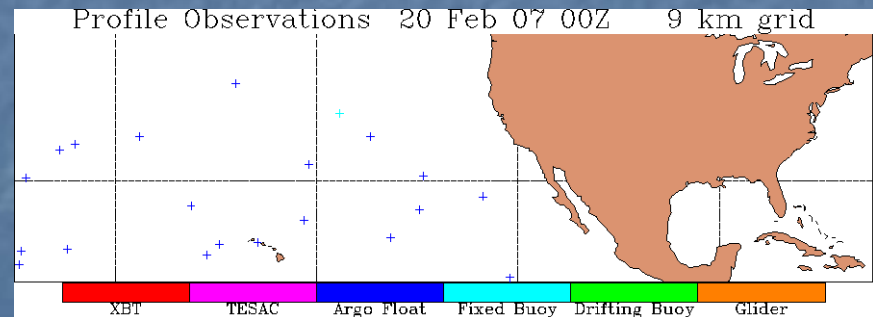 Profile Observations 20 Feb 07 00Z 9 km grid
XBT TESAC Argo Float Fixed Buoy Drifting Buoy Glider